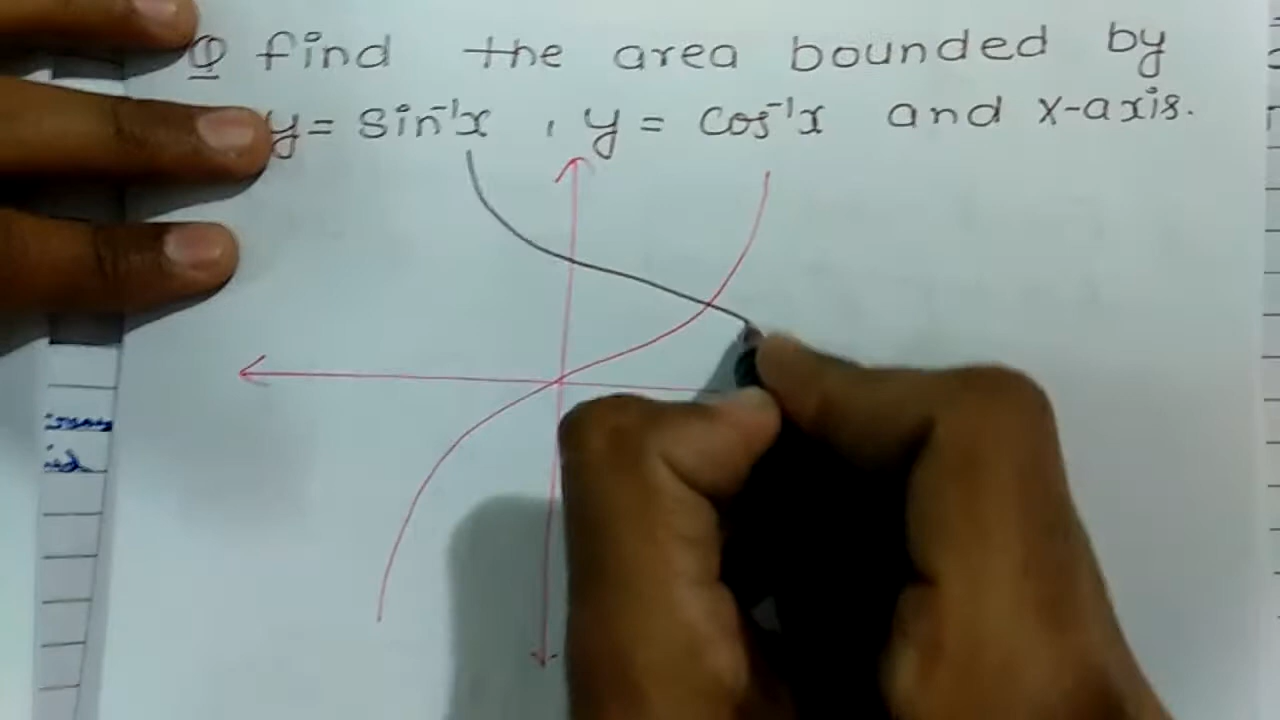 Q find the area bounded by
y = sin⁻¹x , y = cos⁻¹x and x-axis.